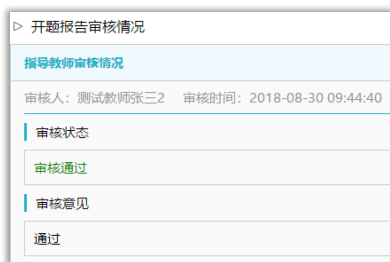 开题报告审核情况
指导教师审核情况
审核人：测试教师张三2 审核时间：2018-08-30 09:44:40
审核状态
审核通过
审核意见
通过